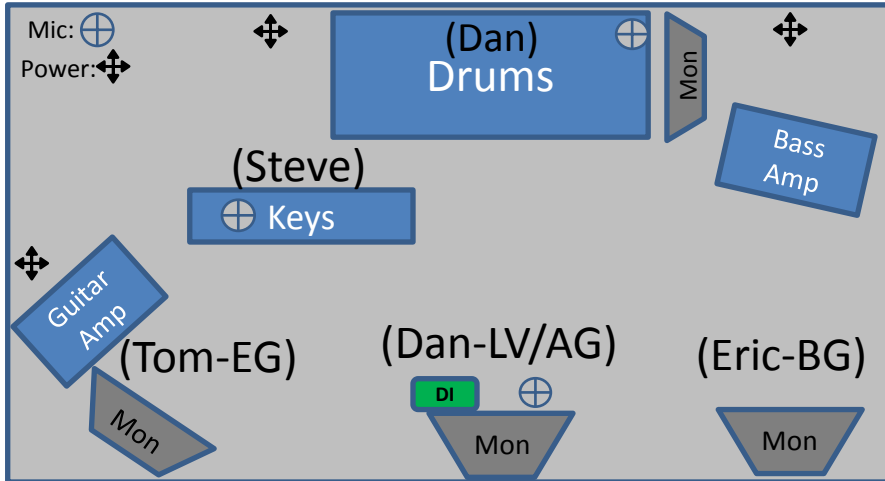 Mic:
Power:
(Dan)
Drums
Mon
Bass
Amp
(Steve)
Keys
Guitar
Amp
(Tom-EG)
(Dan-LV/AG)
(Eric-BG)
DI
Mon
Mon
Mon